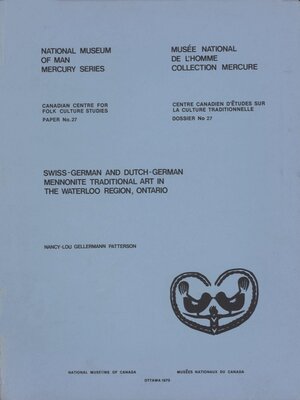 NATIONAL MUSEUM
OF MAN
MERCURY SERIES
MUSÉE NATIONAL
DE L'HOMME
COLLECTION MERCURE
CANADIAN CENTRE FOR
FOLK CULTURE STUDIES
PAPER No.27
CENTRE CANADIEN D'ÉTUDES SUR
LA CULTURE TRADITIONNELLE
DOSSIER No 27
SWISS-GERMAN AND DUTCH-GERMAN
MENNONITE TRADITIONAL ART IN
THE WATERLOO REGION, ONTARIO
NANCY-LOU GELLERMANN PATTERSON
NATIONAL MUSEUMS OF CANADA
MUSÉES NATIONAUX DU CANADA
OTTAWA 1979